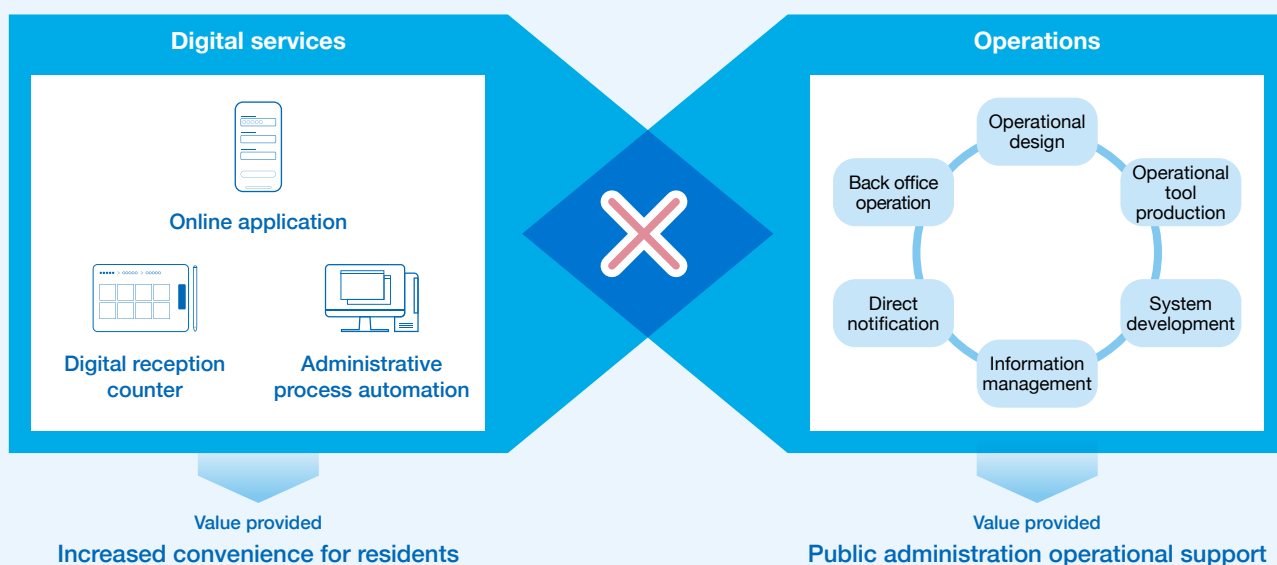 Digital services
Online application
Digital reception
counter
Administrative
process automation
Value provided
Increased convenience for residents
Operations
Operational
design
Operational
tool
production
System
development
Information
management
Direct
notification
Back office
operation
Value provided
Public administration operational support